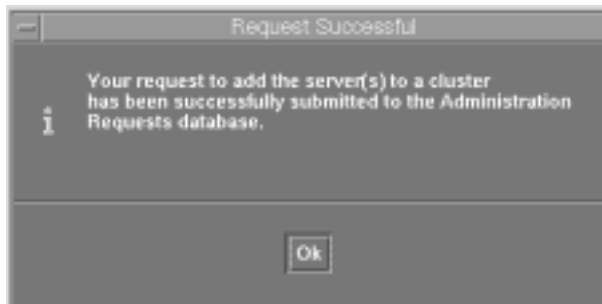 Request Successful
Your request to add the server(s) to a cluster
has been successfully submitted to the Administration
Requests database.
Ok